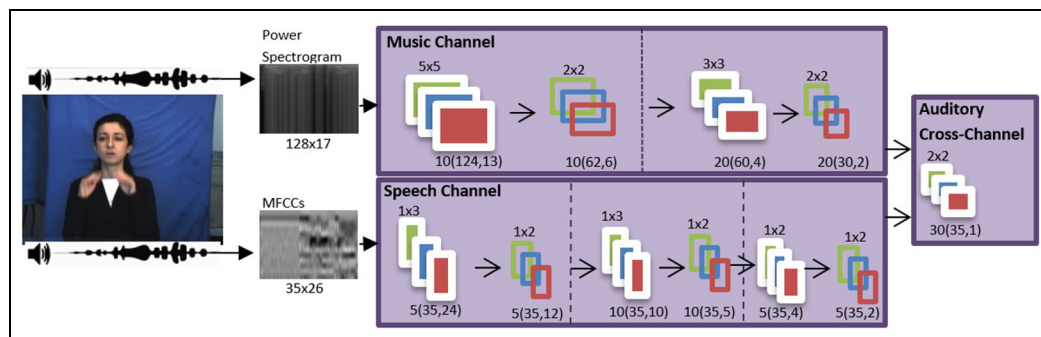 Power
Spectrogram
128x17
Music Channel
5x5
10(124,13)
2x2
10(62,6)
3x3
20(60,4)
2x2
20(30,2)
MFCCs
35x26
Speech Channel
1x3
5(35,24)
1x2
5(35,12)
1x3
10(35,10)
1x2
10(35,5)
1x2
5(35,4)
1x2
5(35,2)
Auditory
Cross-Channel
2x2
30(35,1)